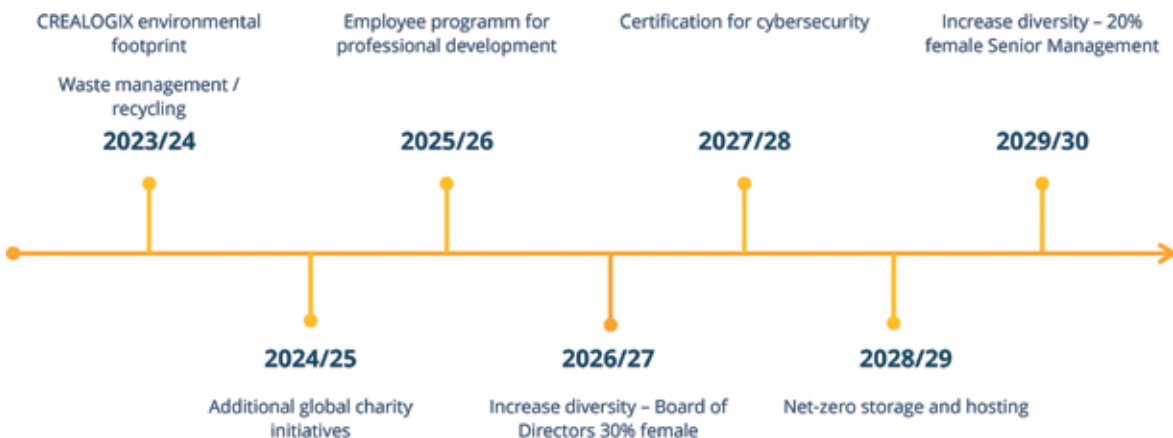 CREALOGIX environmental
footprint
Waste management /
recycling
2023/24
Employee programm for
professional development
2025/26
Certification for cybersecurity
2027/28
Increase diversity – 20%
female Senior Management
2029/30
2024/25
Additional global charity
initiatives
2026/27
Increase diversity – Board of
Directors 30% female
2028/29
Net-zero storage and hosting